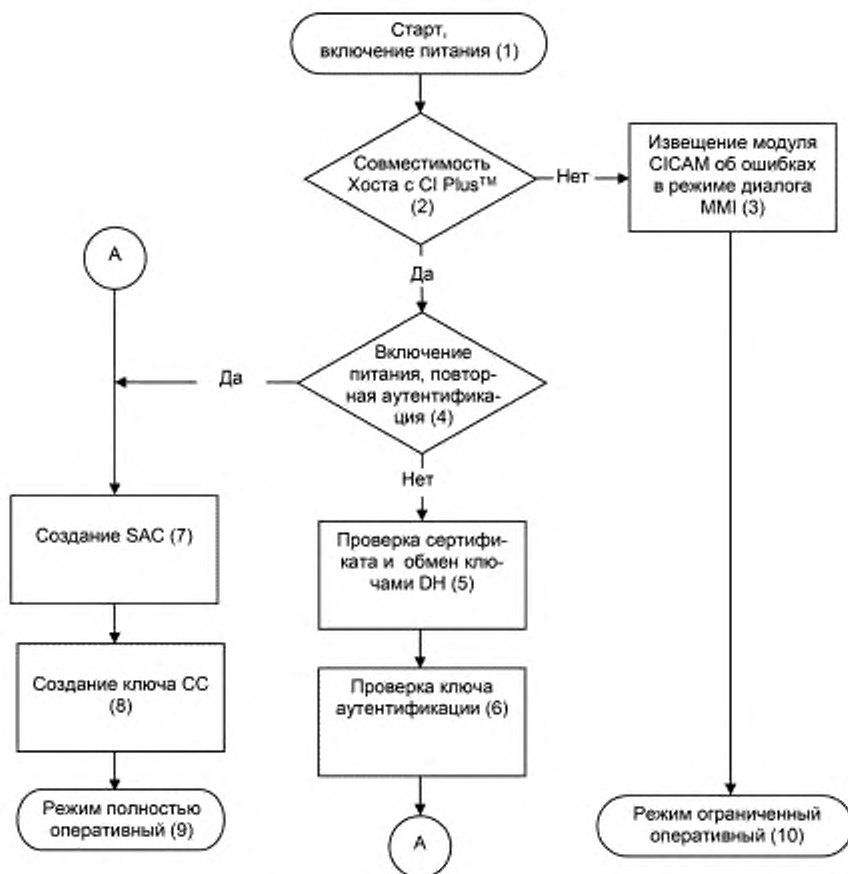 Старт,
включение питания (1)
Совместимость
Хоста с CI Plus™
(2)
Нет
Извещение модуля
CICAM об ошибках
в режиме диалога
MMI (3)
А
Да
Включение
питания, повтор-
ная аутентифика-
ция (4)
Да
Нет
Создание SAC (7)
Проверка сертифи-
ката и обмен клю-
чами DH (5)
Создание ключа СС
(8)
Проверка ключа
аутентификации (6)
Режим полностью
оперативный (9)
Режим ограниченный
оперативный (10)
А